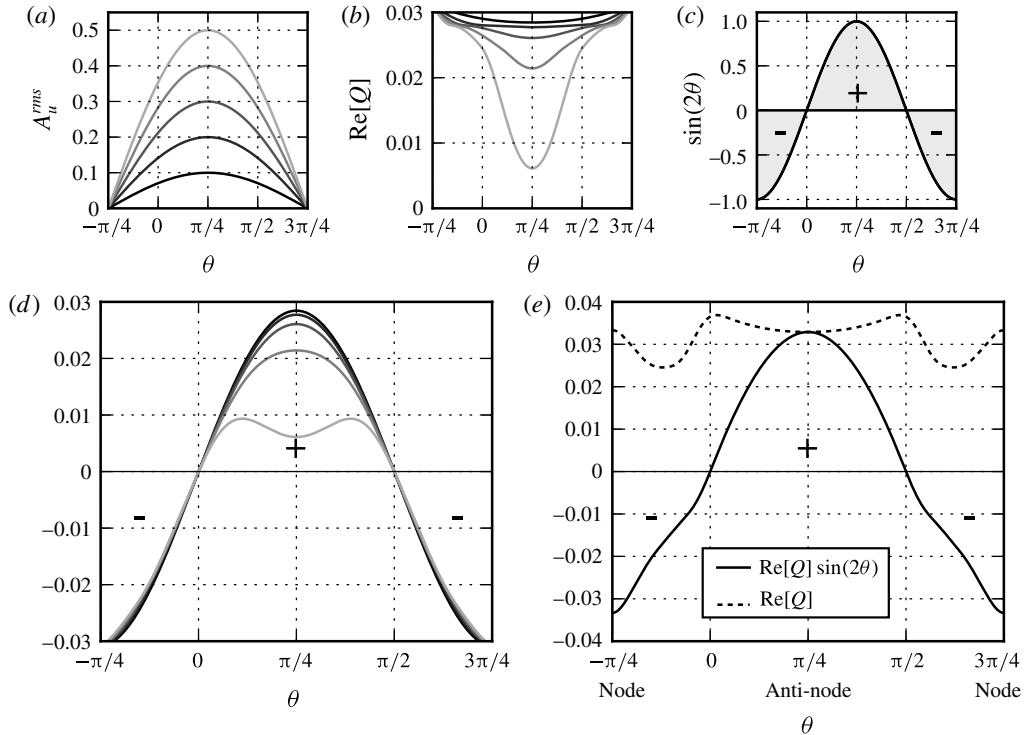 (a)
0.5
0.4
0.3
0.2
0.1
0
A_u^{rms}
−π/4
0
π/4
π/2
3π/4
θ
(b)
0.03
0.02
0.01
0
Re[Q]
−π/4
0
π/4
π/2
3π/4
θ
(c)
1.0
0.5
0
−0.5
−1.0
sin(2θ)
+
-
-
−π/4
0
π/4
π/2
3π/4
θ
(d)
0.03
0.02
0.01
0
−0.01
−0.02
−0.03
+
-
-
−π/4
0
π/4
π/2
3π/4
θ
(e)
0.04
0.03
0.02
0.01
0
−0.01
−0.02
−0.03
−0.04
+
-
-
Re[Q] sin(2θ)
Re[Q]
−π/4
0
π/4
π/2
3π/4
Node
Anti-node
Node
θ